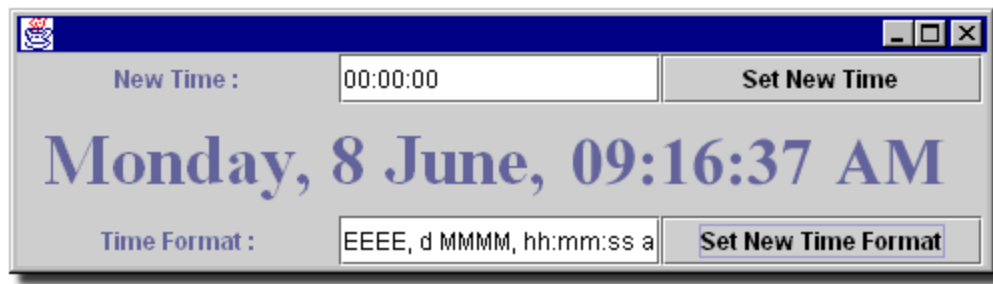 New Time : 00:00:00 Set New Time
Monday, 8 June, 09:16:37 AM
Time Format : EEEE, d MMMM, hh:mm:ss a Set New Time Format